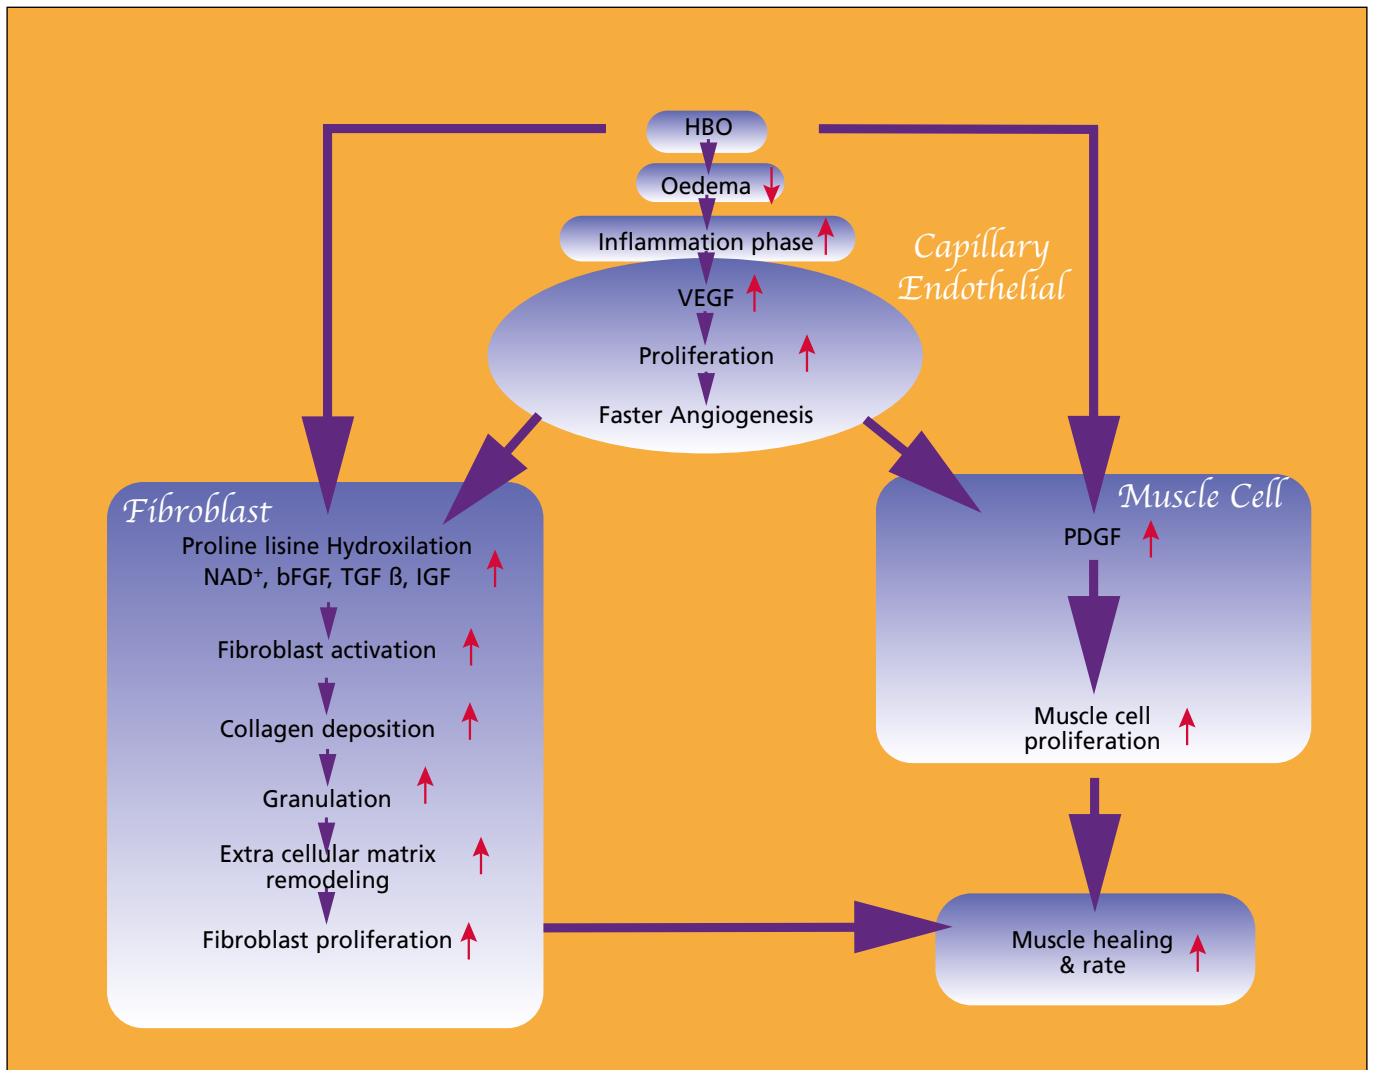 HBO
Oedema
Inflammation phase
Capillary
Endothelial
VEGF
Proliferation
Faster Angiogenesis
Fibroblast
Proline lisine Hydroxilation
NAD⁺, bFGF, TGF ß, IGF
Fibroblast activation
Collagen deposition
Granulation
Extra cellular matrix
remodeling
Fibroblast proliferation
Muscle Cell
PDGF
Muscle cell
proliferation
Muscle healing
& rate